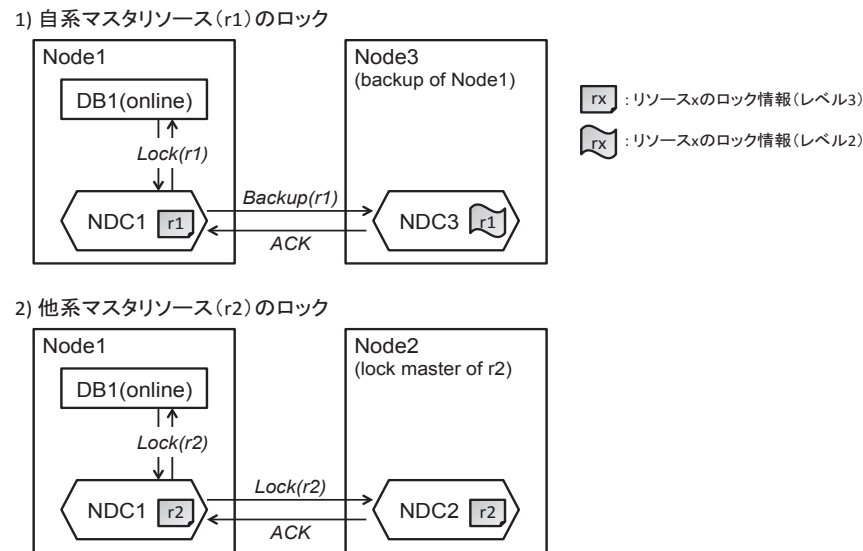 1) 自系マスタリソース(r1)のロック
Node1
DB1(online)
Lock(r1)
NDC1 r1
Backup(r1)
ACK
Node3
(backup of Node1)
NDC3 r1
rx :リソースxのロック情報(レベル3)
rx :リソースxのロック情報(レベル2)
2) 他系マスタリソース(r2)のロック
Node1
DB1(online)
Lock(r2)
NDC1 r2
Lock(r2)
ACK
Node2
(lock master of r2)
NDC2 r2